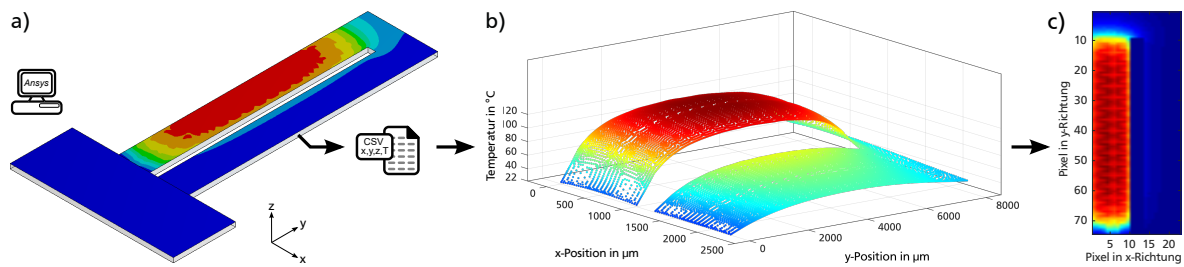 a)
Ansys
CSV
x,y,z,T
z
y
x
b)
Temperatur in °C
120
100
80
60
40
22
0
500
1000
1500
2000
2500
x-Position in µm
0
2000
4000
6000
8000
y-Position in µm
c)
Pixel in y-Richtung
10
20
30
40
50
60
70
5 10 15 20
Pixel in x-Richtung